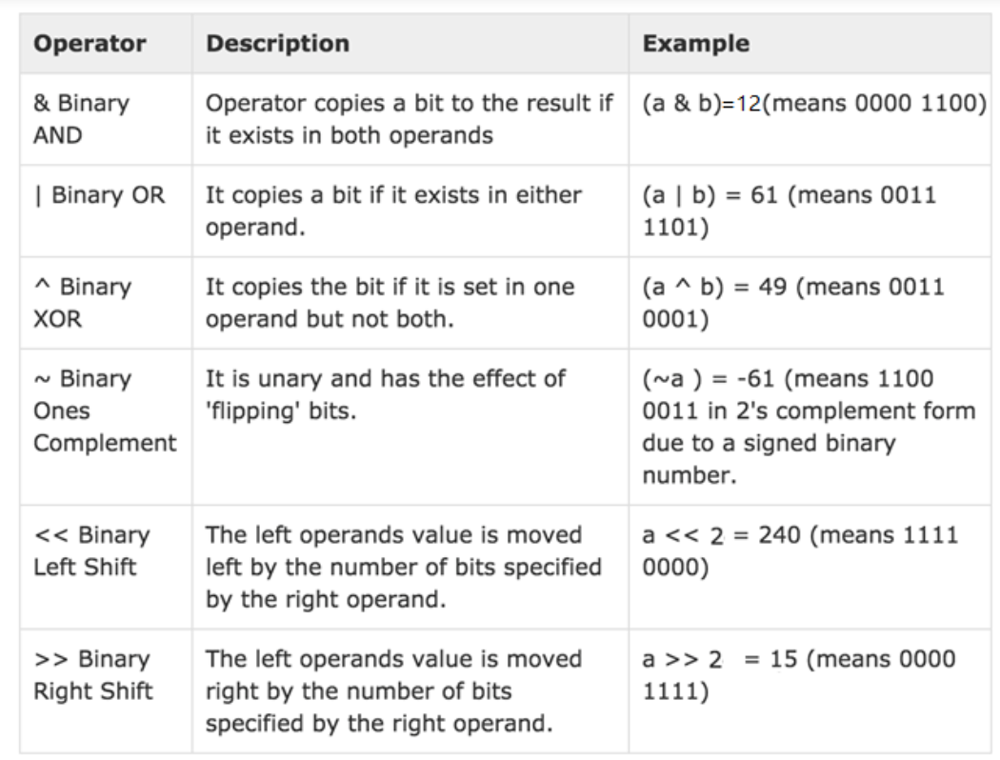 Operator Description Example
& Binary
AND
Operator copies a bit to the result if
it exists in both operands
(a & b)=12(means 0000 1100)
| Binary OR
It copies a bit if it exists in either
operand.
(a | b) = 61 (means 0011
1101)
^ Binary
XOR
It copies the bit if it is set in one
operand but not both.
(a ^ b) = 49 (means 0011
0001)
~ Binary
Ones
Complement
It is unary and has the effect of
'flipping' bits.
(~a ) = -61 (means 1100
0011 in 2's complement form
due to a signed binary
number.
<< Binary
Left Shift
The left operands value is moved
left by the number of bits specified
by the right operand.
a << 2 = 240 (means 1111
0000)
>> Binary
Right Shift
The left operands value is moved
right by the number of bits
specified by the right operand.
a >> 2 = 15 (means 0000
1111)